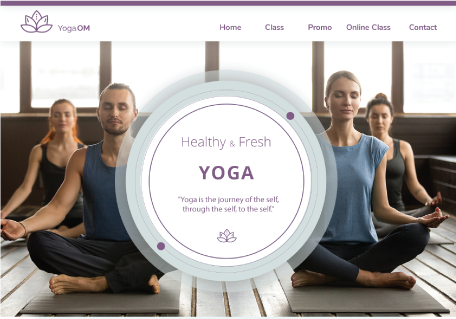 YogaOM
Home Class Promo Online Class Contact
Healthy & Fresh
YOGA
"Yoga is the journey of the self,
through the self, to the self."